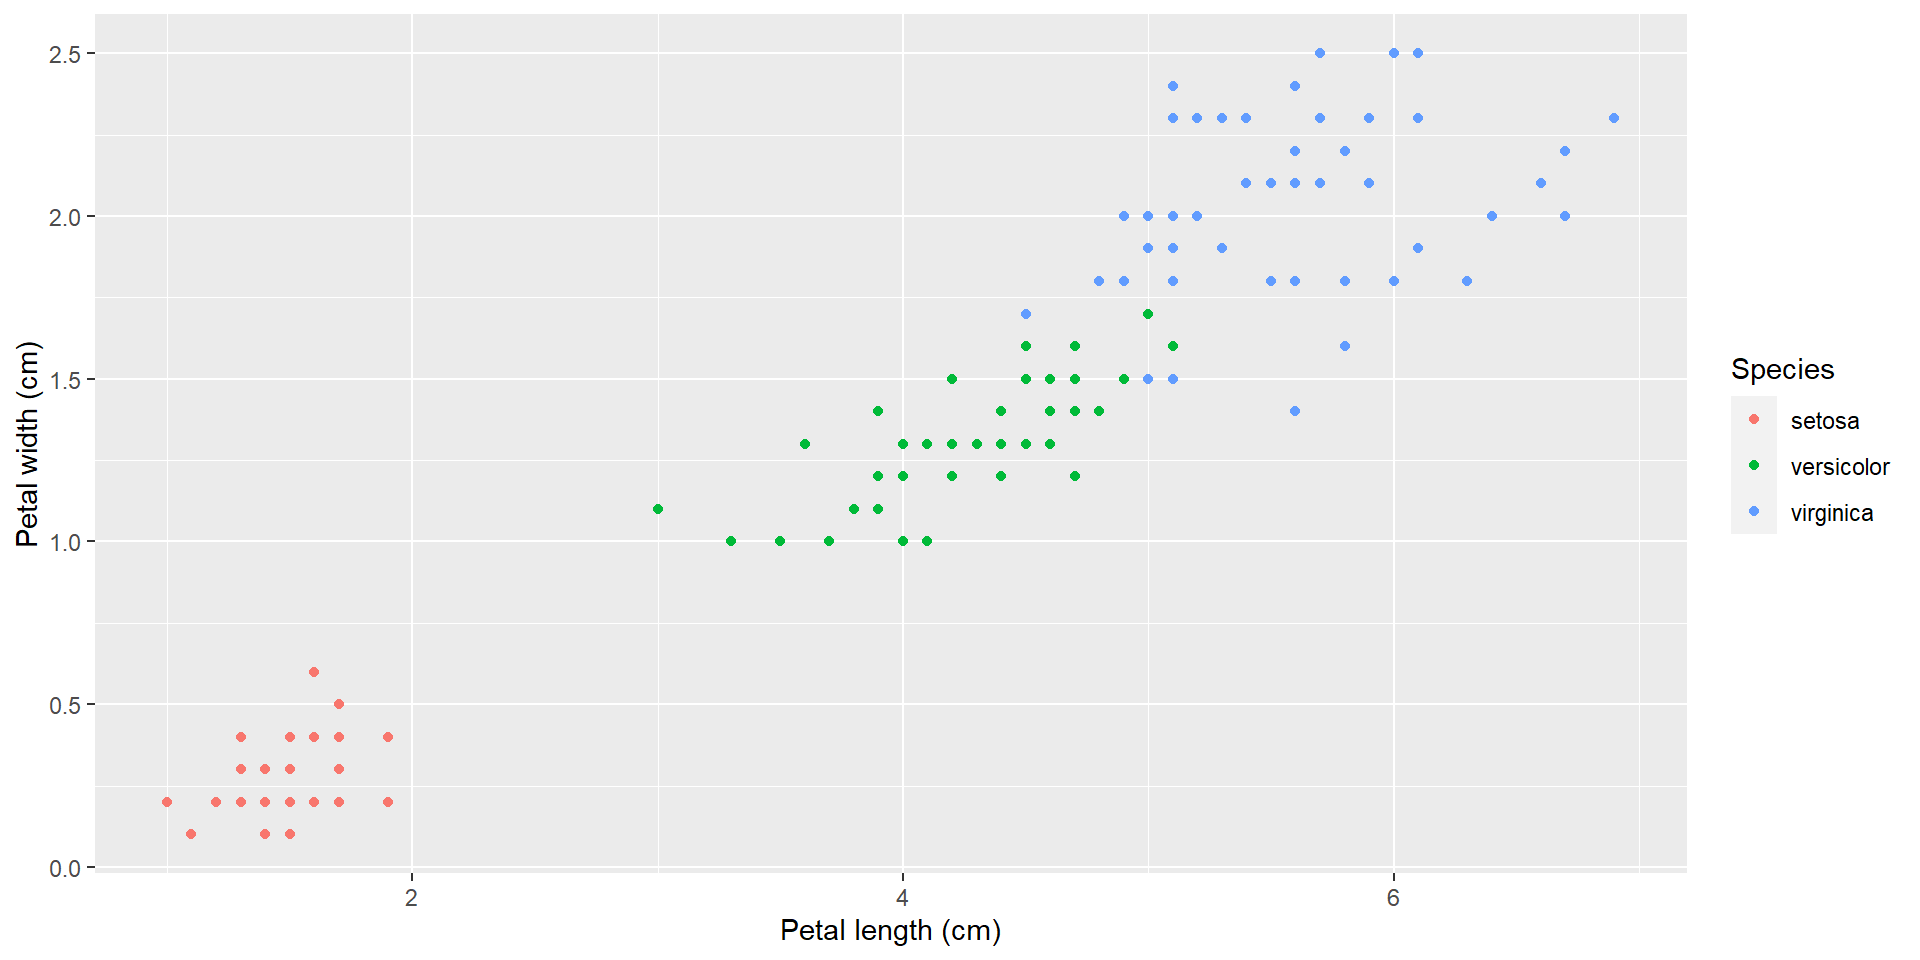 2.5
2.0
1.5
1.0
0.5
0.0
Petal width (cm)
2
4
6
Petal length (cm)
Species
setosa
versicolor
virginica